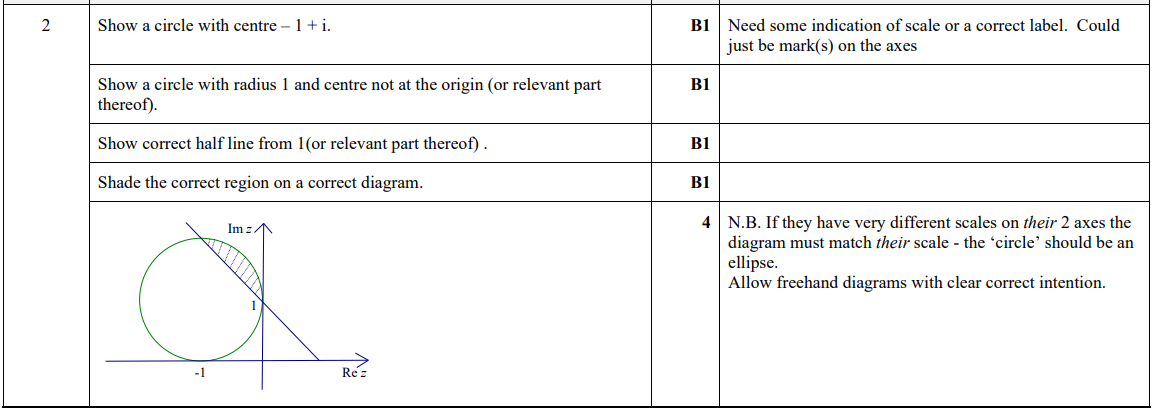 2
Show a circle with centre – 1 + i.
B1
Need some indication of scale or a correct label. Could
just be mark(s) on the axes
Show a circle with radius 1 and centre not at the origin (or relevant part
thereof).
B1
Show correct half line from 1(or relevant part thereof) .
B1
Shade the correct region on a correct diagram.
B1
Im z
1
-1
Re z
4
N.B. If they have very different scales on their 2 axes the
diagram must match their scale - the ‘circle’ should be an
ellipse.
Allow freehand diagrams with clear correct intention.